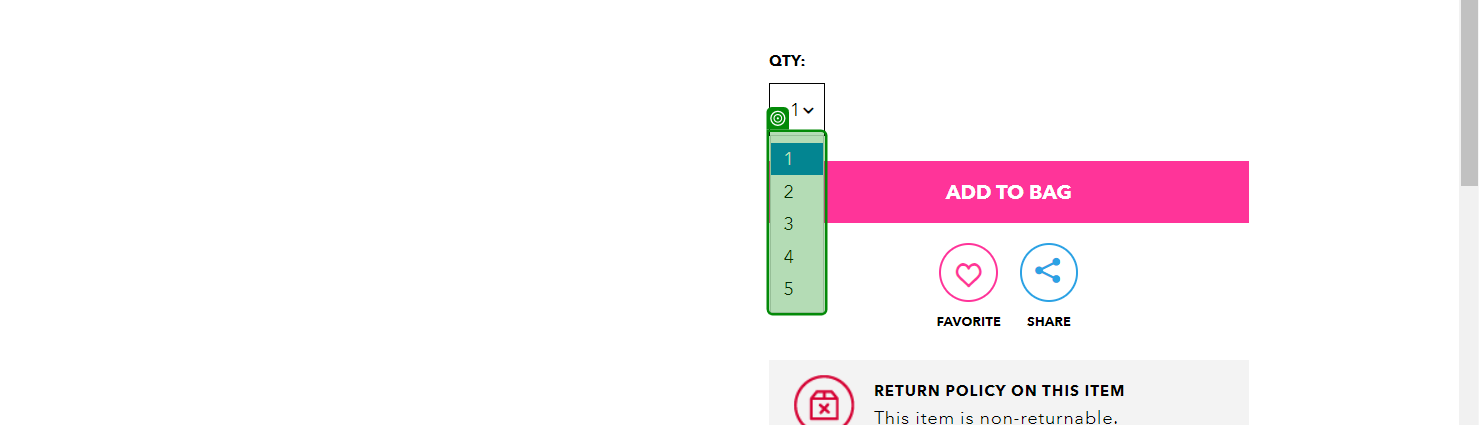 QTY:
1
1
2
3
4
5
ADD TO BAG
FAVORITE
SHARE
RETURN POLICY ON THIS ITEM
This item is non-returnable.